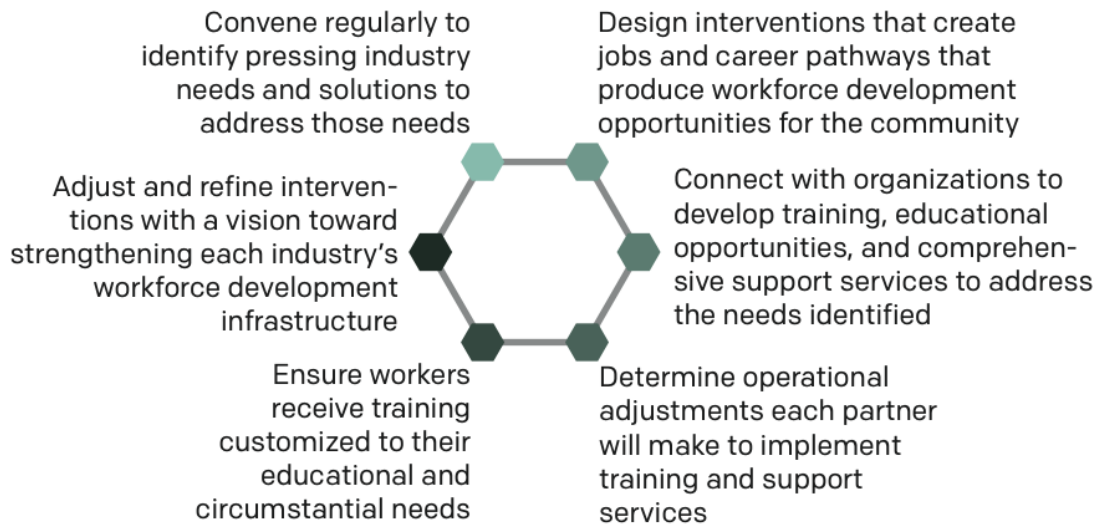 Convene regularly to
identify pressing industry
needs and solutions to
address those needs
Design interventions that create
jobs and career pathways that
produce workforce development
opportunities for the community
Connect with organizations to
develop training, educational
opportunities, and comprehen-
sive support services to address
the needs identified
Determine operational
adjustments each partner
will make to implement
training and support
services
Ensure workers
receive training
customized to their
educational and
circumstantial needs
Adjust and refine interven-
tions with a vision toward
strengthening each industry's
workforce development
infrastructure